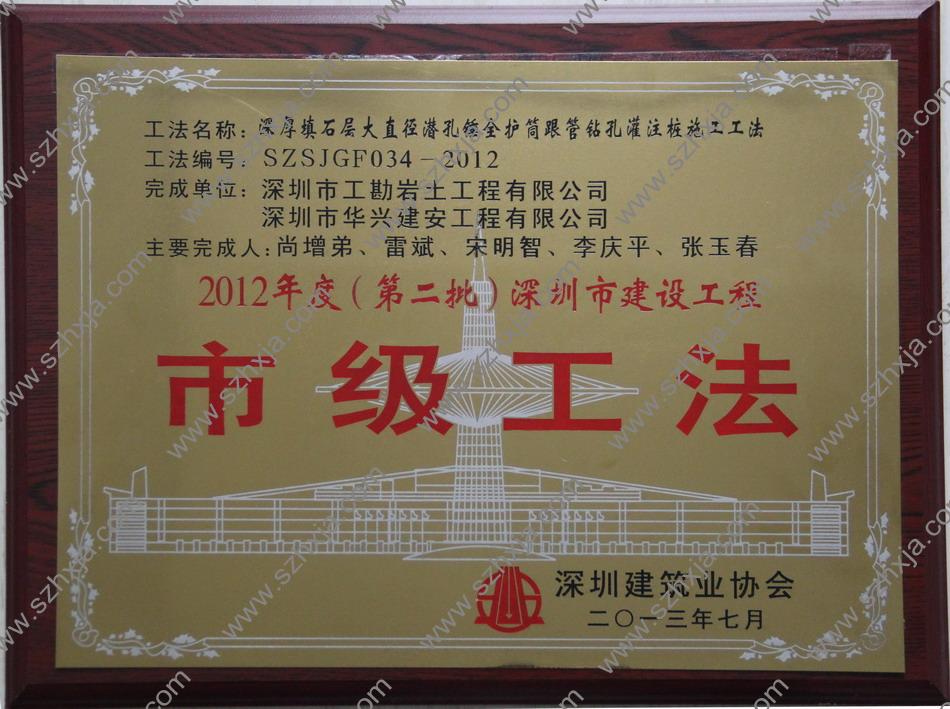 工法名称：深厚填石层大直径潜孔锤全护筒跟管钻孔灌注桩施工工法
工法编号：SZSJGF034－2012
完成单位：深圳市工勘岩土工程有限公司
深圳市华兴建安工程有限公司
主要完成人：尚增弟、雷斌、宋明智、李庆平、张玉春
2012年度（第二批）深圳市建设工程
市级工法
深圳建筑业协会
二〇一三年七月
www.szhxja.com